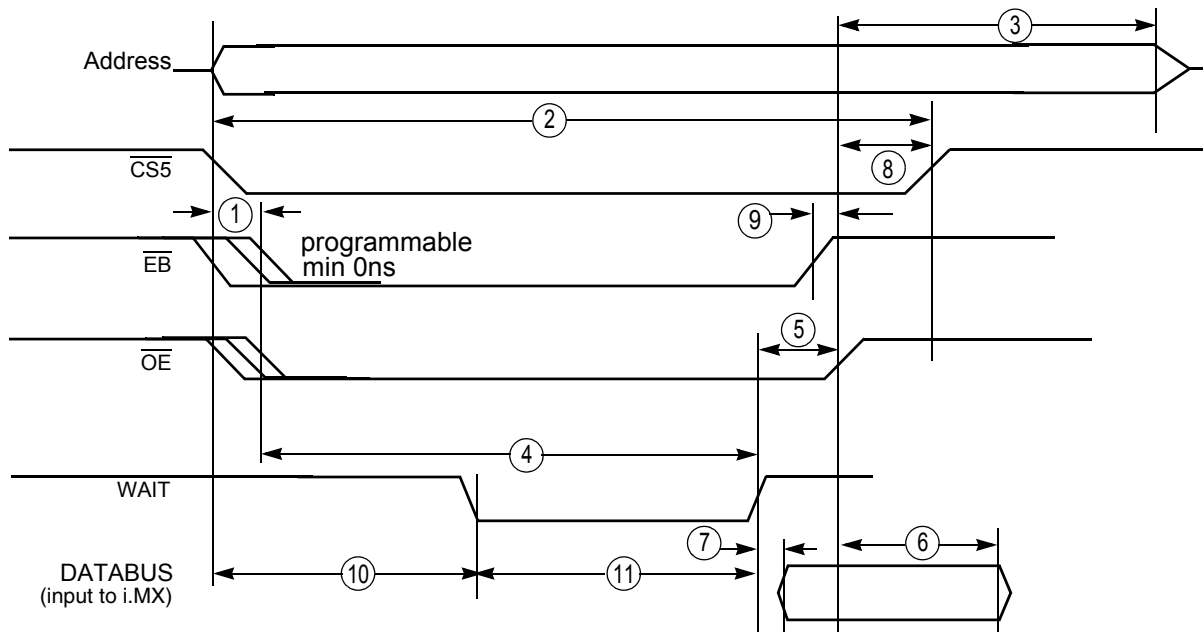 3
Address
2
CS5
8
1
9
programmable
min 0ns
EB
5
OE
4
WAIT
7
6
DATABUS
(input to i.MX)
10
11